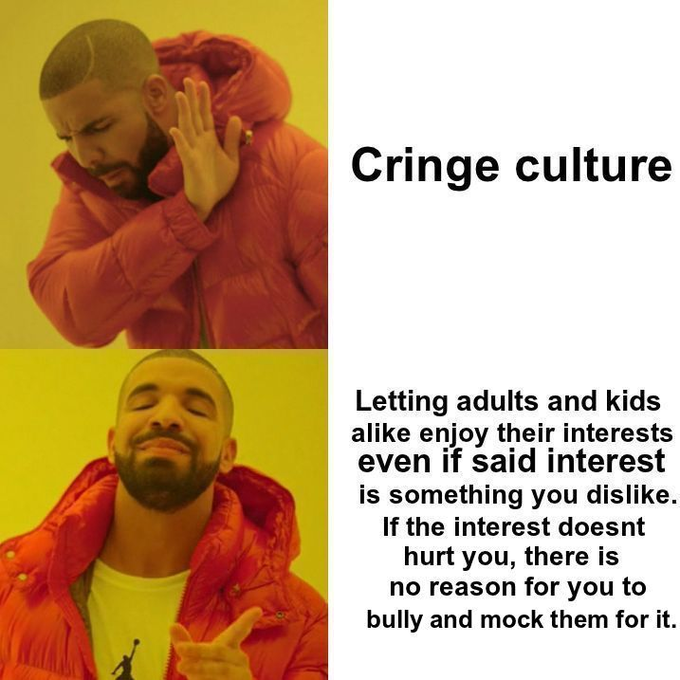 Cringe culture
Letting adults and kids
alike enjoy their interests
even if said interest
is something you dislike.
If the interest doesnt
hurt you, there is
no reason for you to
bully and mock them for it.